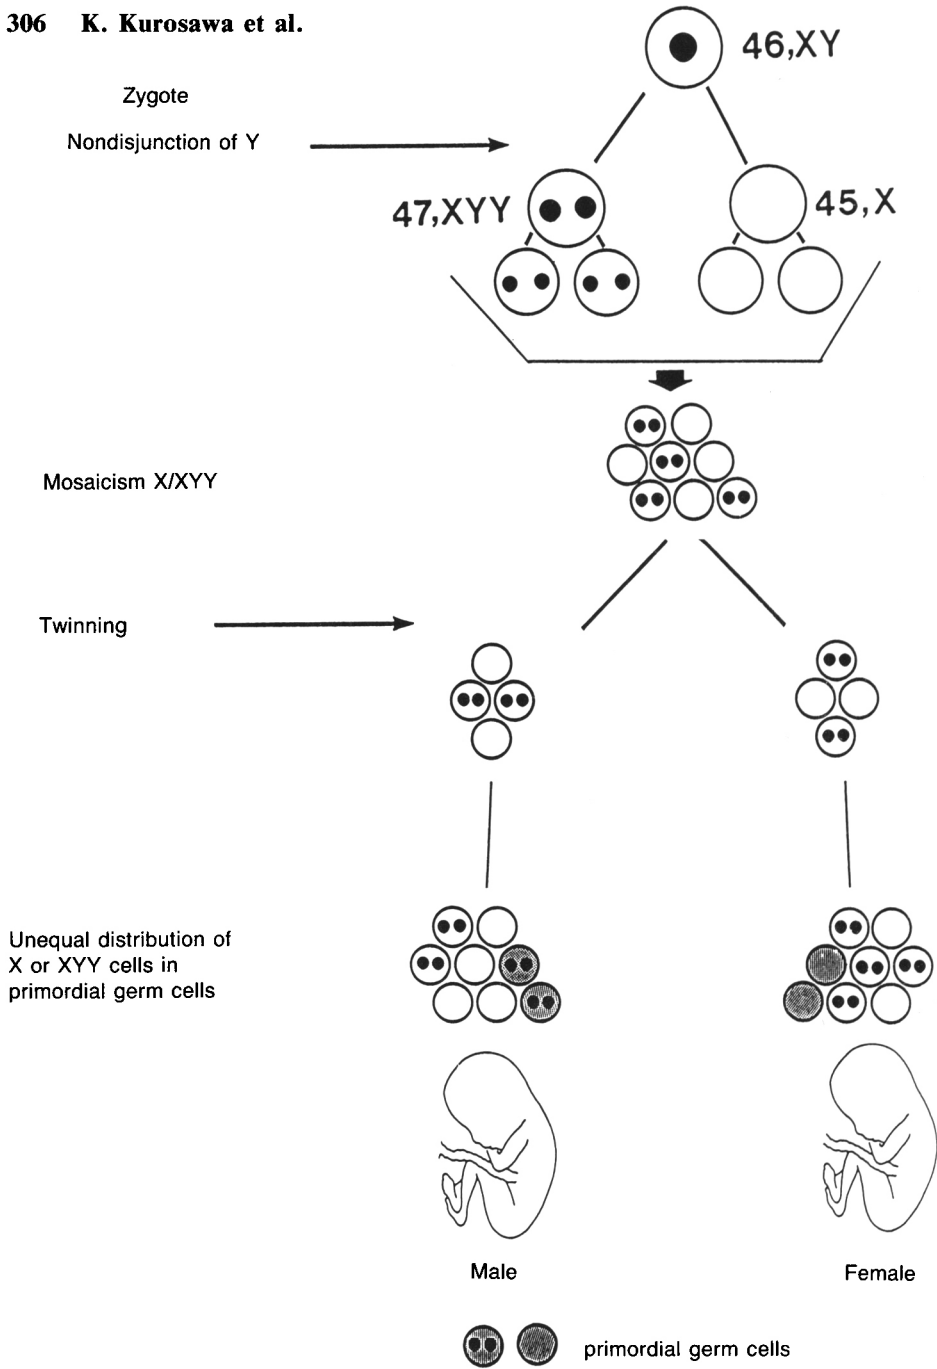 306 K. Kurosawa et al.
46,XY
Zygote
Nondisjunction of Y
47,XYY
45,X
Mosaicism X/XYY
Twinning
Unequal distribution of
X or XYY cells in
primordial germ cells
Male
Female
primordial germ cells